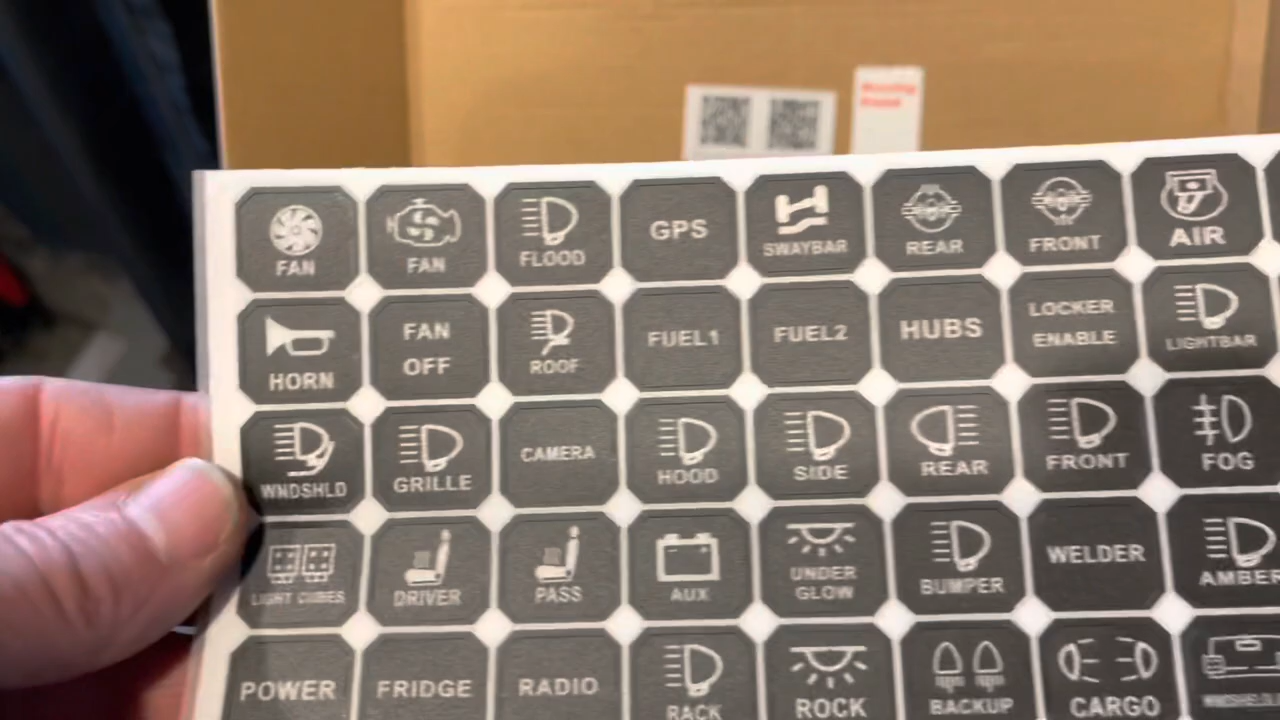 FAN
FAN
FLOOD
GPS
SWAYBAR
REAR
FRONT
AIR
HORN
FAN
OFF
ROOF
FUEL1
FUEL2
HUBS
LOCKER
ENABLE
LIGHTBAR
WNDSHLD
GRILLE
CAMERA
HOOD
SIDE
REAR
FRONT
FOG
LIGHT CUBES
DRIVER
PASS
AUX
UNDER
GLOW
BUMPER
WELDER
AMBER
POWER
FRIDGE
RADIO
RACK
ROCK
BACKUP
CARGO